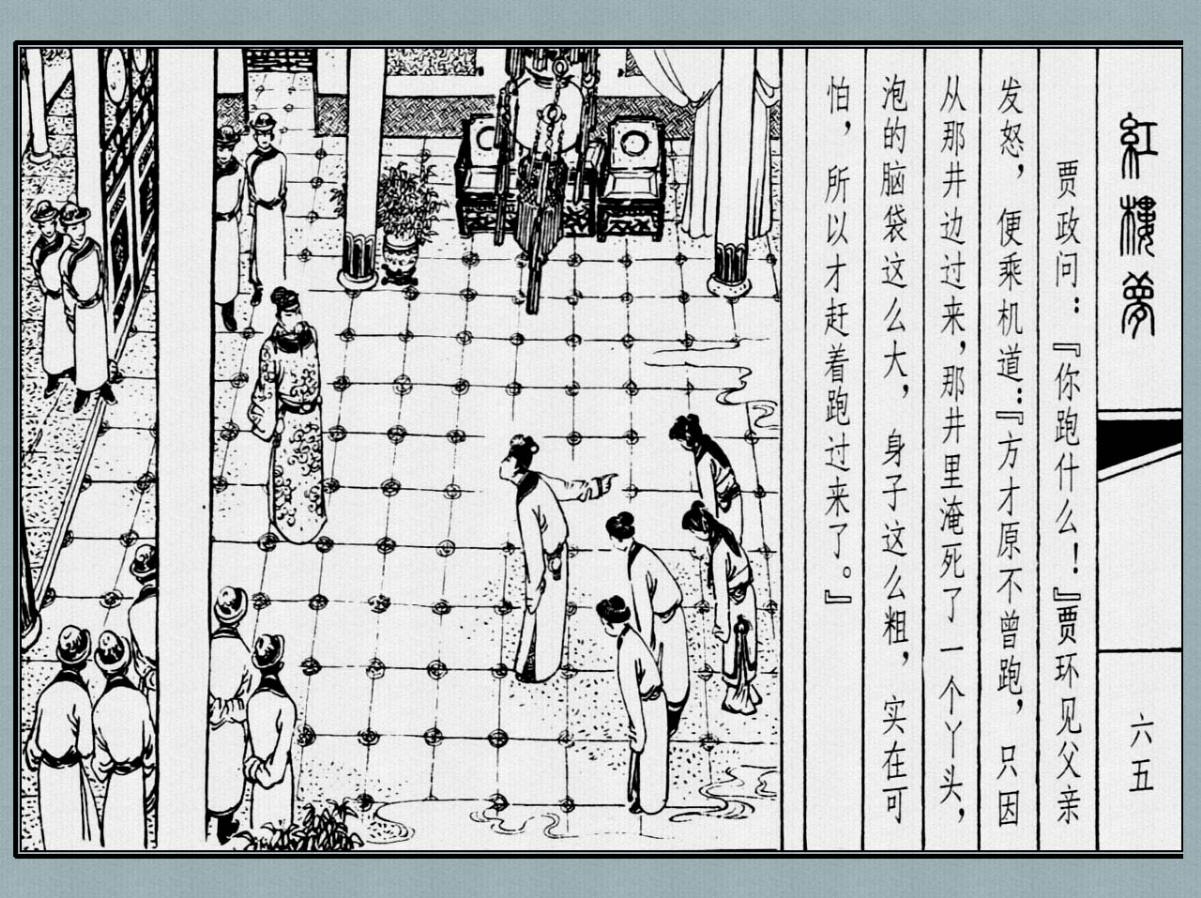 紅樓夢
六五
贾政问：『你跑什么！』贾环见父亲
发怒，便乘机道：『方才原不曾跑，只因
从那井边过来，那井里淹死了一个丫头，
泡的脑袋这么大，身子这么粗，实在可
怕，所以才赶着跑过来了。』